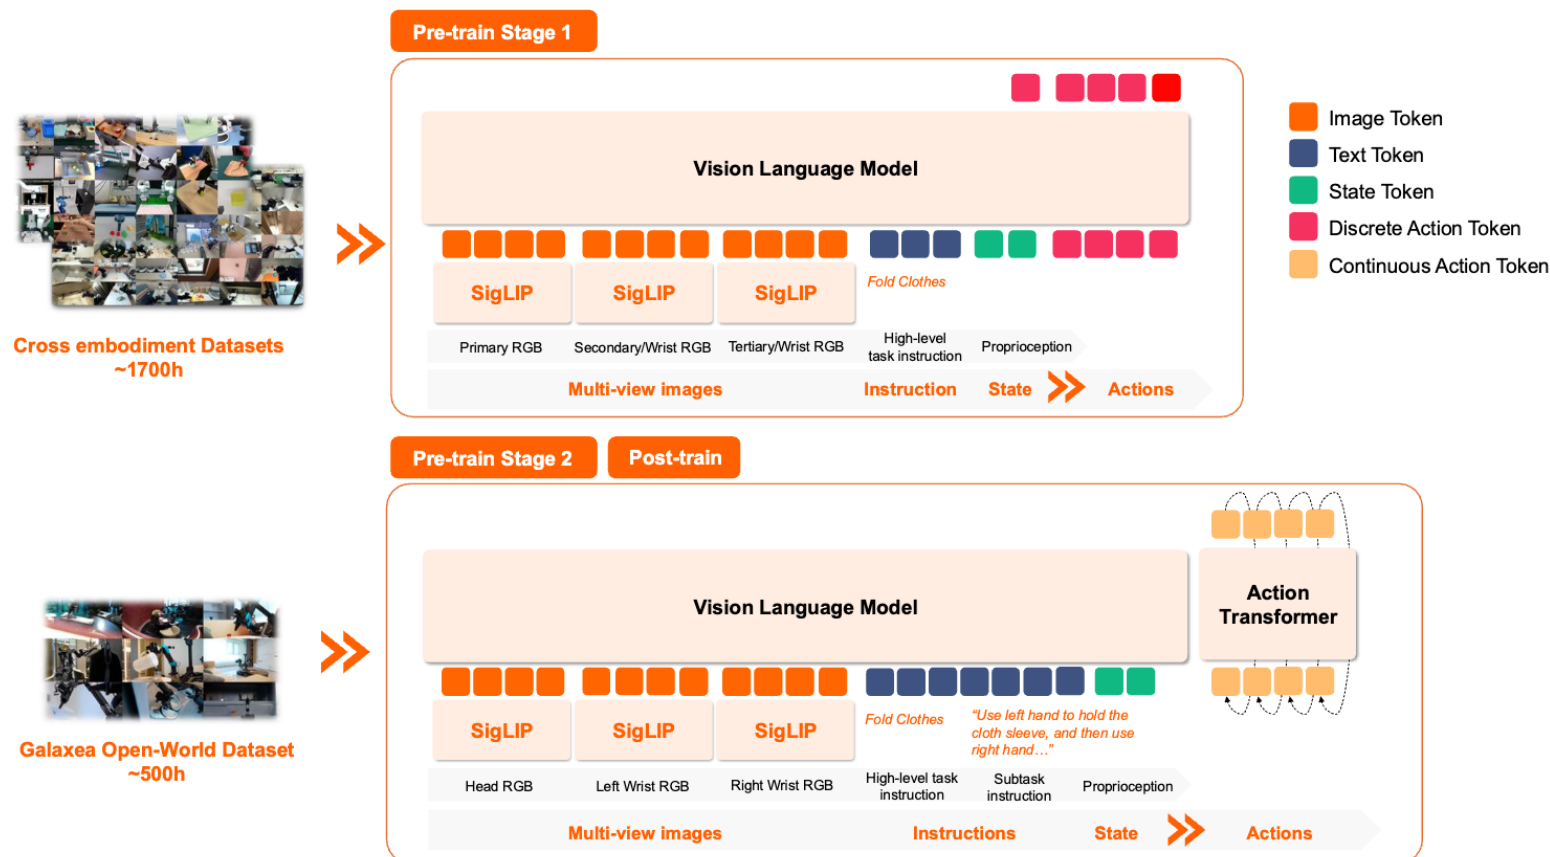 Pre-train Stage 1
Vision Language Model
SigLIP
SigLIP
SigLIP
Fold Clothes
Primary RGB
Secondary/Wrist RGB
Tertiary/Wrist RGB
High-level
task instruction
Proprioception
Multi-view images
Instruction
State
Actions
Cross embodiment Datasets
~1700h
Image Token
Text Token
State Token
Discrete Action Token
Continuous Action Token
Pre-train Stage 2
Post-train
Vision Language Model
Action
Transformer
SigLIP
SigLIP
SigLIP
Fold Clothes
“Use left hand to hold the
cloth sleeve, and then use
right hand…”
Head RGB
Left Wrist RGB
Right Wrist RGB
High-level task
instruction
Subtask
instruction
Proprioception
Multi-view images
Instructions
State
Actions
Galaxea Open-World Dataset
~500h